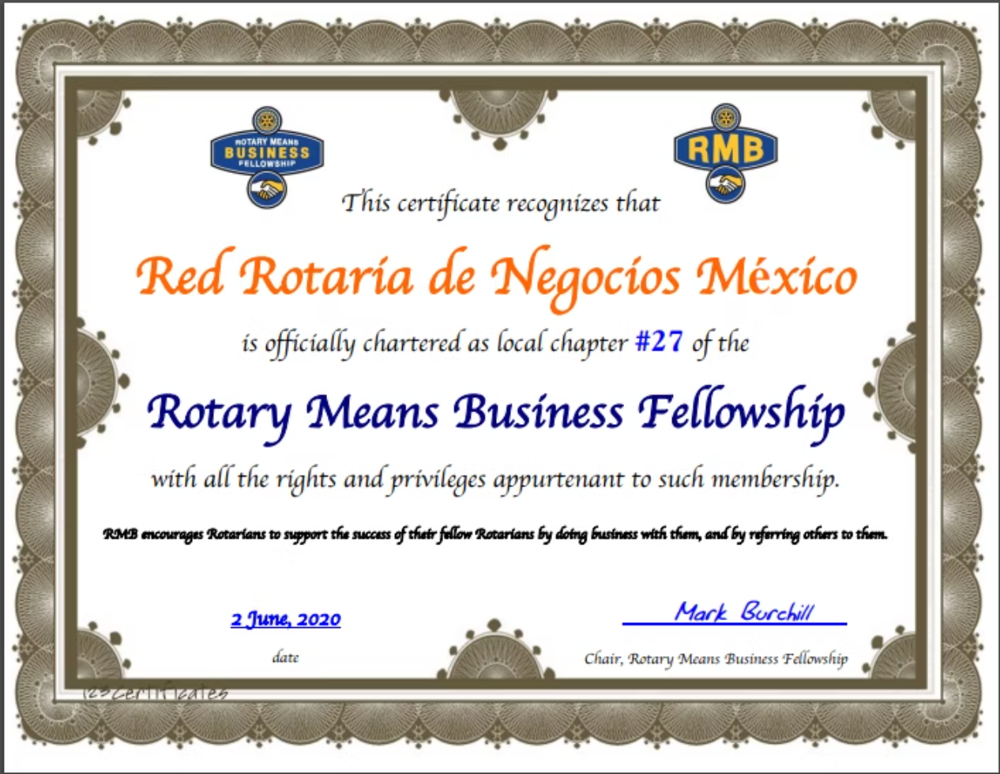 ROTARY MEANS
BUSINESS
FELLOWSHIP
RMB
This certificate recognizes that
Red Rotaria de Negocios México
is officially chartered as local chapter #27 of the
Rotary Means Business Fellowship
with all the rights and privileges appurtenant to such membership.
RMB encourages Rotarians to support the success of their fellow Rotarians by doing business with them, and by referring others to them.
2 June, 2020
Mark Burchill
date
Chair, Rotary Means Business Fellowship
123Certificates